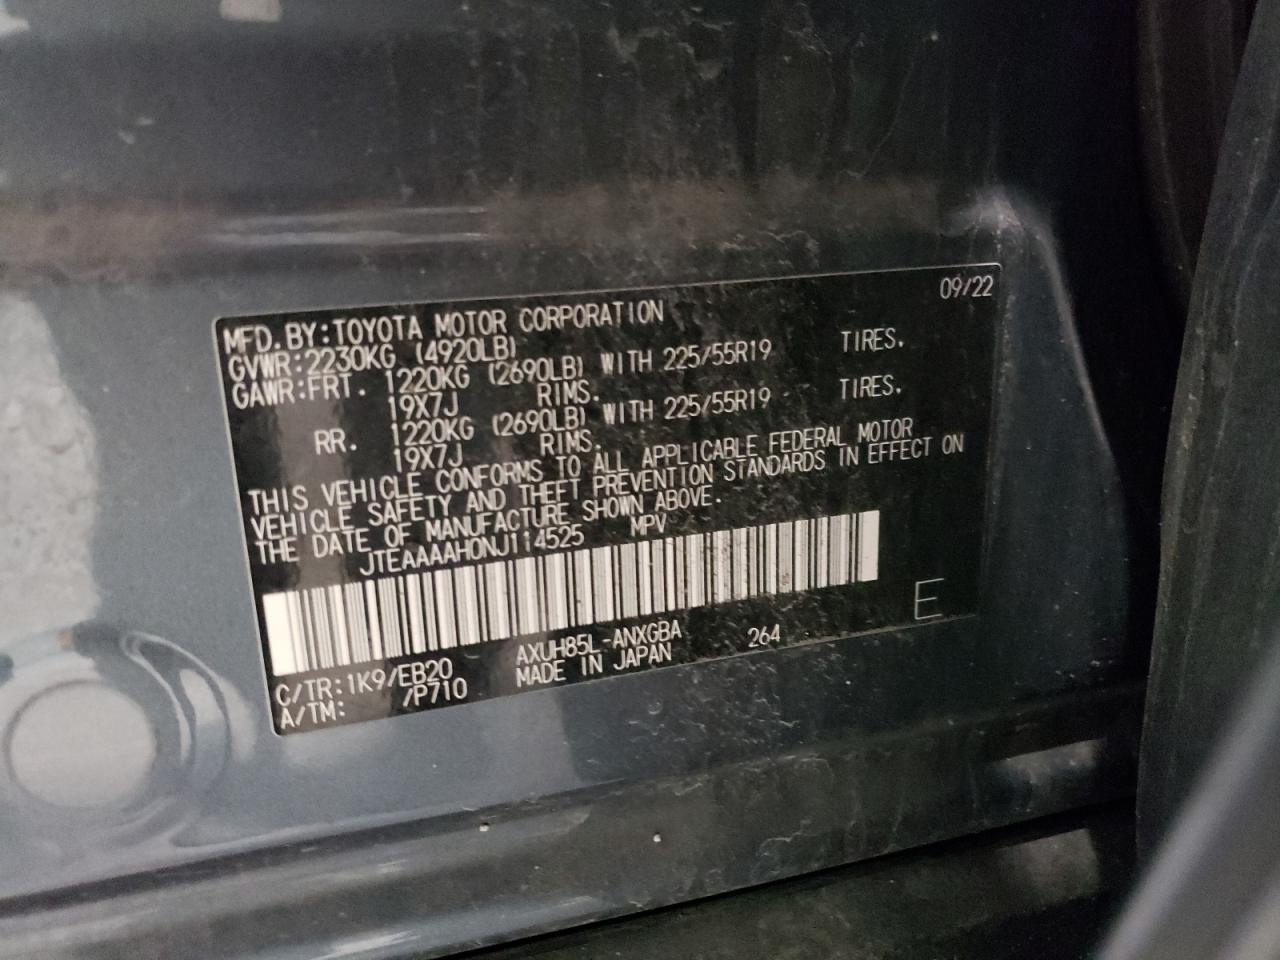 09/22
MFD.BY:TOYOTA MOTOR CORPORATION
GVWR:2230KG (4920LB)
GAWR:FRT. 1220KG (2690LB) WITH 225/55R19 TIRES.
19X7J RIMS.
RR. 1220KG (2690LB) WITH 225/55R19 TIRES.
19X7J RIMS.
THIS VEHICLE CONFORMS TO ALL APPLICABLE FEDERAL MOTOR
VEHICLE SAFETY AND THEFT PREVENTION STANDARDS IN EFFECT ON
THE DATE OF MANUFACTURE SHOWN ABOVE.
JTEAAAAH0NJ114525 MPV
E
C/TR:1K9/EB20 AXUH85L-ANXGBA 264
A/TM: /P710 MADE IN JAPAN